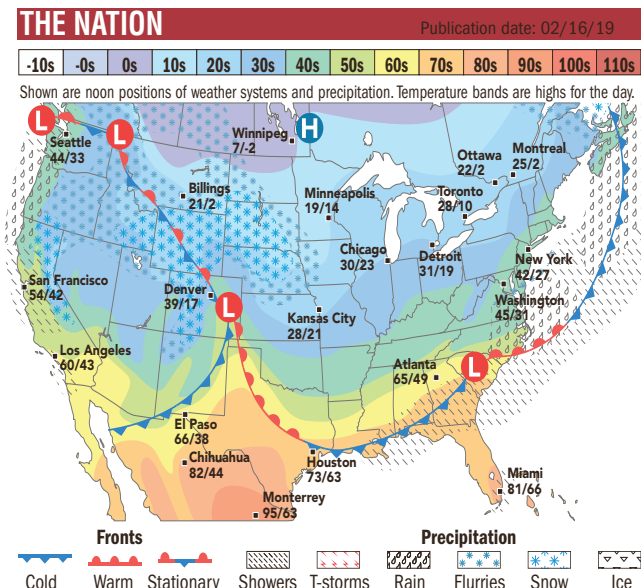 THE NATION
Publication date: 02/16/19
-10s -0s 0s 10s 20s 30s 40s 50s 60s 70s 80s 90s 100s 110s
Shown are noon positions of weather systems and precipitation. Temperature bands are highs for the day.
L
L
H
Seattle
44/33
Winnipeg
7/-2
Billings
21/2
Minneapolis
19/14
Ottawa
22/2
Montreal
25/2
Toronto
28/10
Chicago
30/23
Detroit
31/19
New York
42/27
Washington
45/31
San Francisco
54/42
Denver
39/17
L
Kansas City
28/21
Los Angeles
60/43
Atlanta
65/49
L
El Paso
66/38
Chihuahua
82/44
Houston
73/63
Monterrey
95/63
Miami
81/66
Fronts
Precipitation
Cold Warm Stationary Showers T-storms Rain Flurries Snow Ice